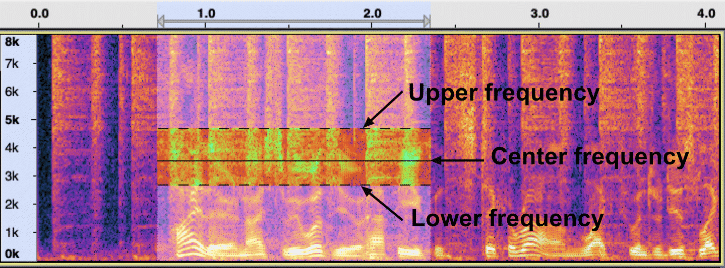 0.0 1.0 2.0 3.0 4.0
8k
7k
6k
Upper frequency
5k
4k
Center frequency
3k
Lower frequency
2k
1k
0k